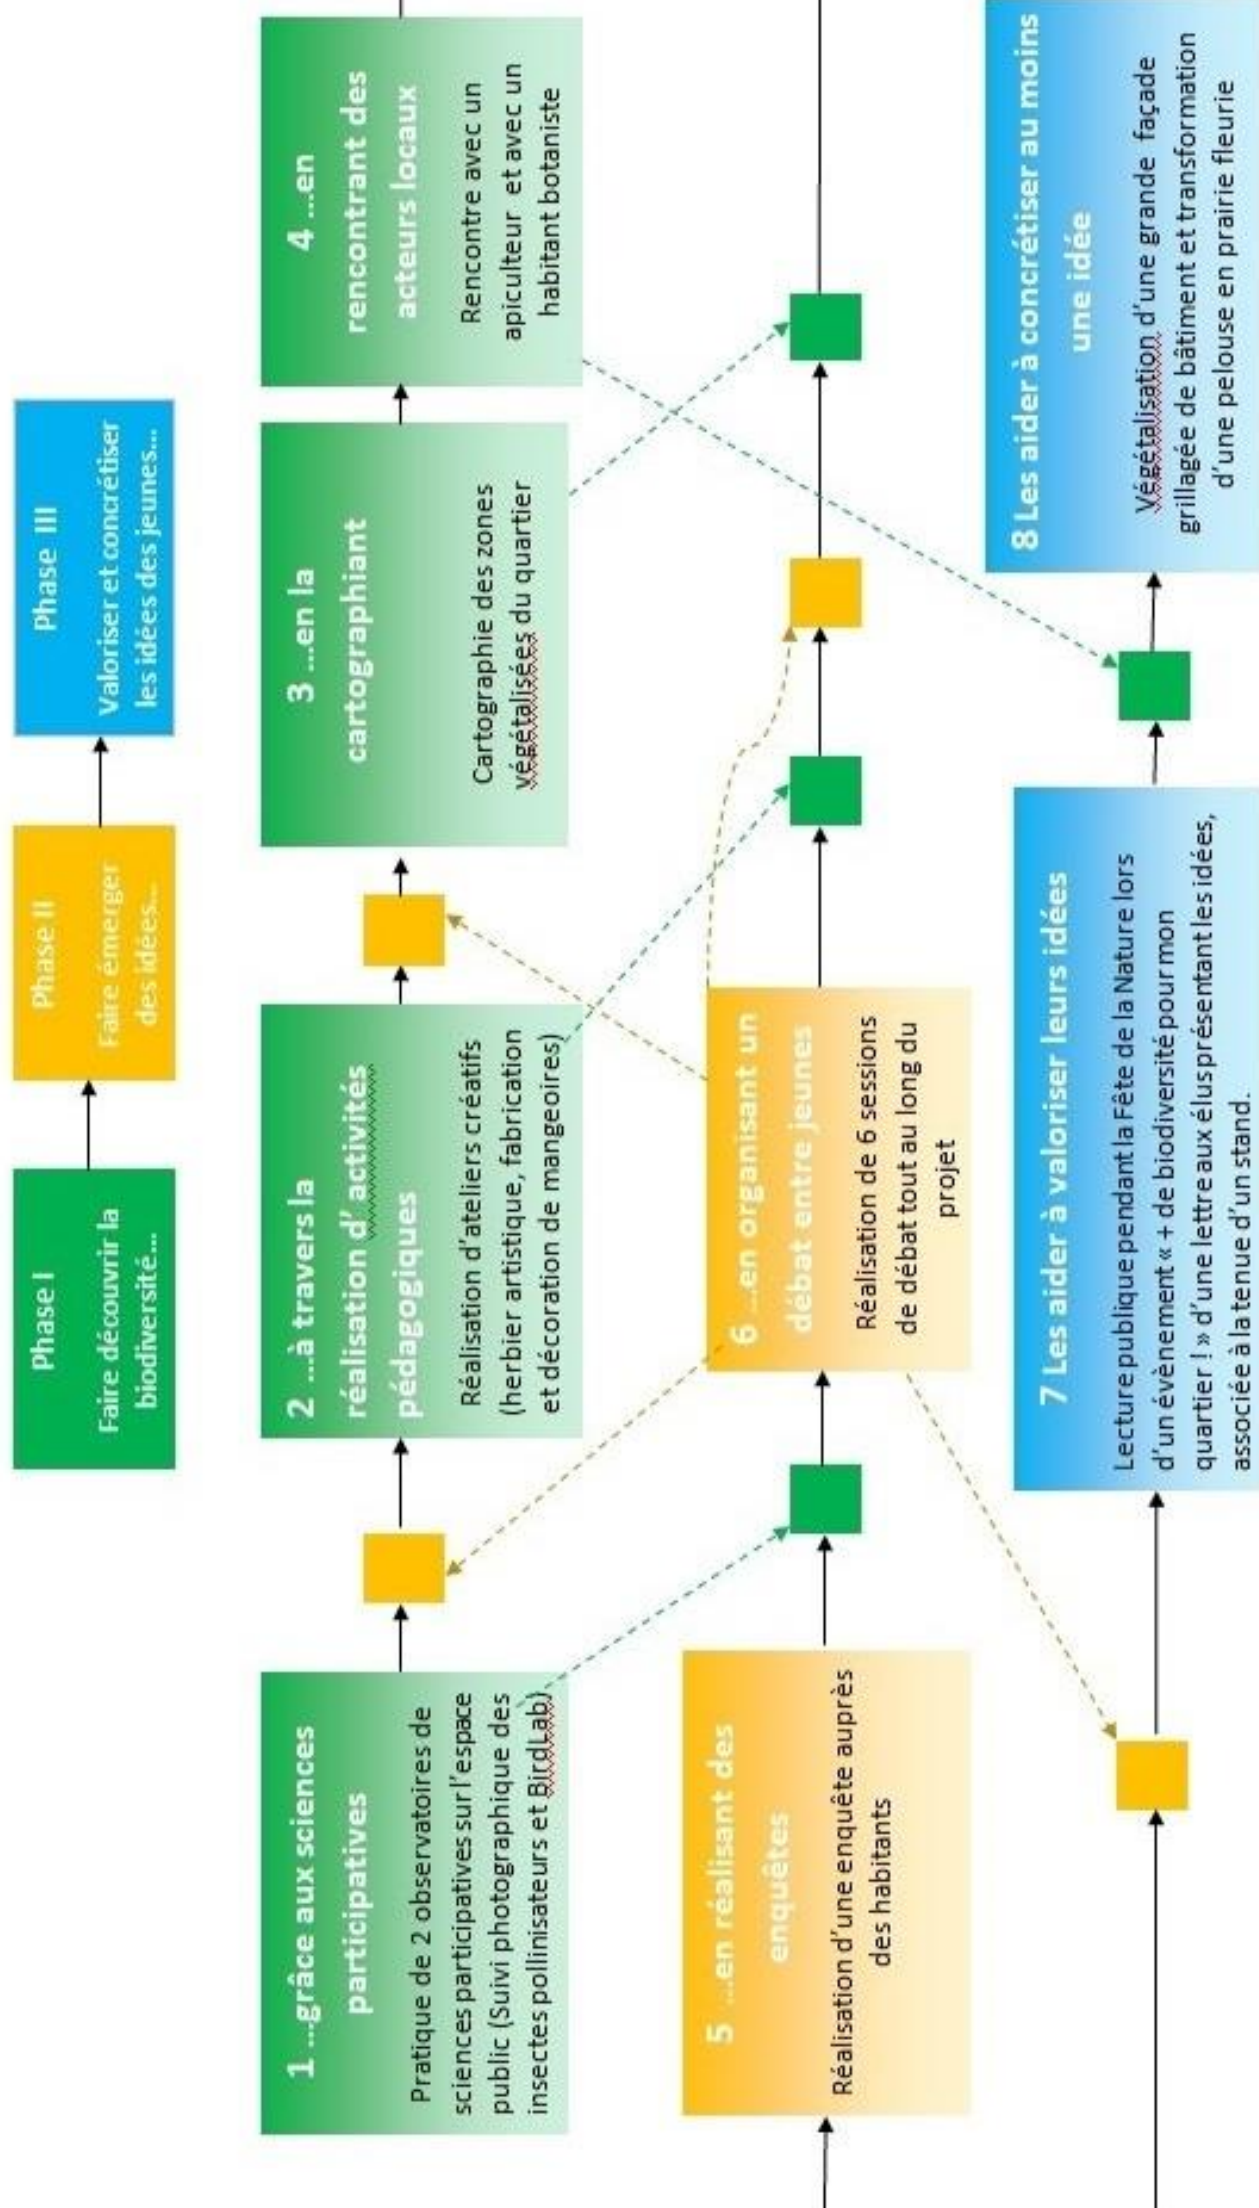 Phase I
Faire découvrir la
biodiversité...
Phase II
Faire émerger
des idées...
Phase III
Valoriser et concrétiser
les idées des jeunes...
1 ...grâce aux sciences
participatives
Pratique de 2 observatoires de
sciences participatives sur l'espace
public (Suivi photographique des
insectes pollinisateurs et BirdLab)
2 ...à travers la
réalisation d'activités
pédagogiques
Réalisation d'ateliers créatifs
(herbier artistique, fabrication
et décoration de mangeoires)
3 ...en la
cartographiant
Cartographie des zones
végétalisées du quartier
4 ...en
rencontrant des
acteurs locaux
Rencontre avec un
apiculteur et avec un
habitant botaniste
5 ...en réalisant des
enquêtes
Réalisation d'une enquête auprès
des habitants
6 ...en organisant un
débat entre jeunes
Réalisation de 6 sessions
de débat tout au long du
projet
7 Les aider à valoriser leurs idées
Lecture publique pendant la Fête de la Nature lors
d'un évènement « + de biodiversité pour mon
quartier ! » d'une lettre aux élus présentant les idées,
associée à la tenue d'un stand.
8 Les aider à concrétiser au moins
une idée
Végétalisation d'une grande façade
grillagée de bâtiment et transformation
d'une pelouse en prairie fleurie